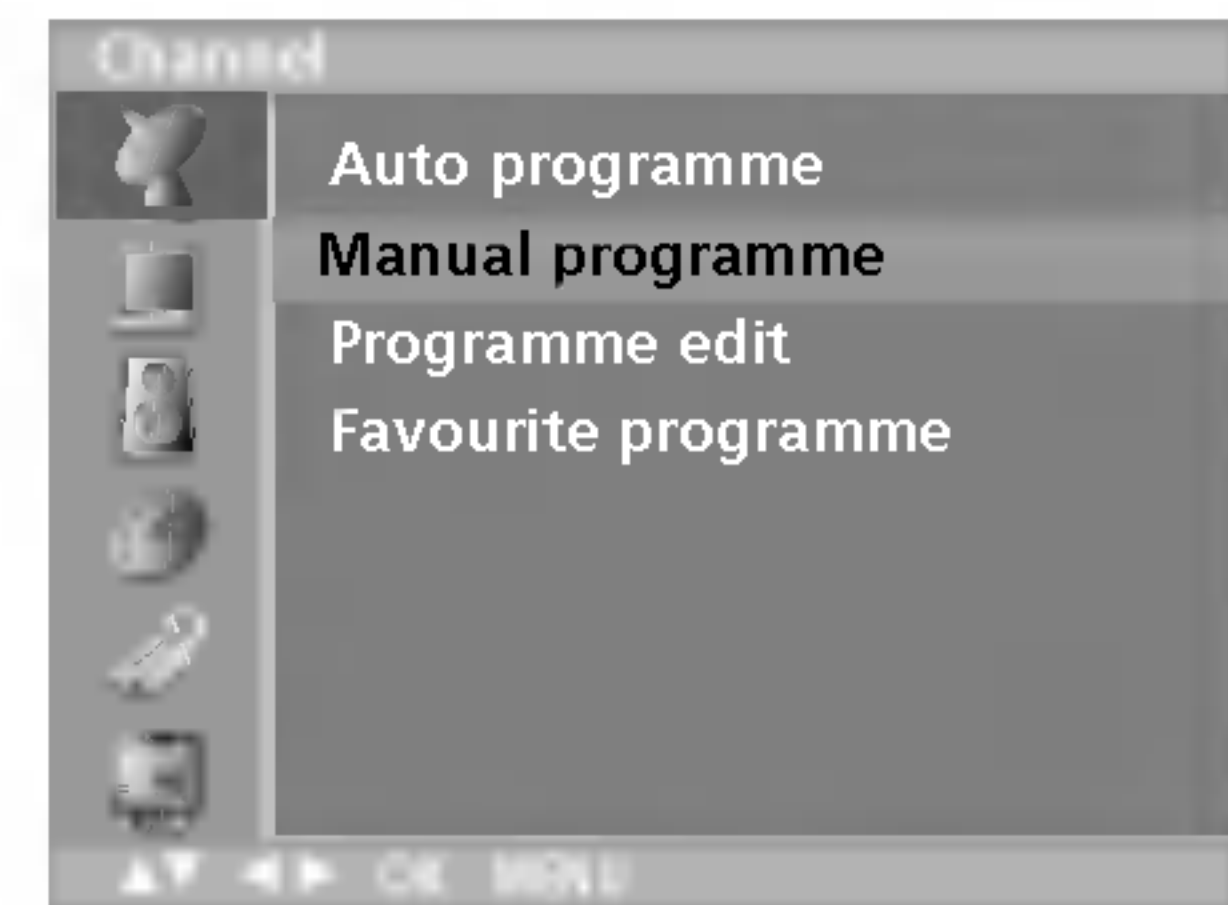 Channel
Auto programme
Manual programme
Programme edit
Favourite programme
▲▼ ◀▶ OK MENU